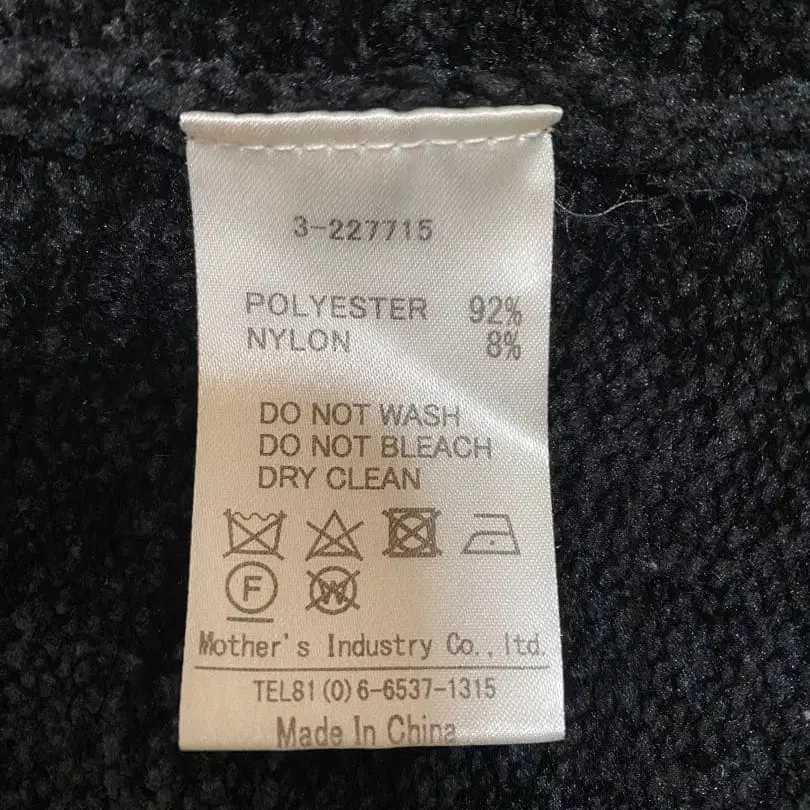 3-227715
POLYESTER 92%
NYLON 8%
DO NOT WASH
DO NOT BLEACH
DRY CLEAN
F W
Mother's Industry Co., ltd.
TEL81(0)6-6537-1315
Made In China